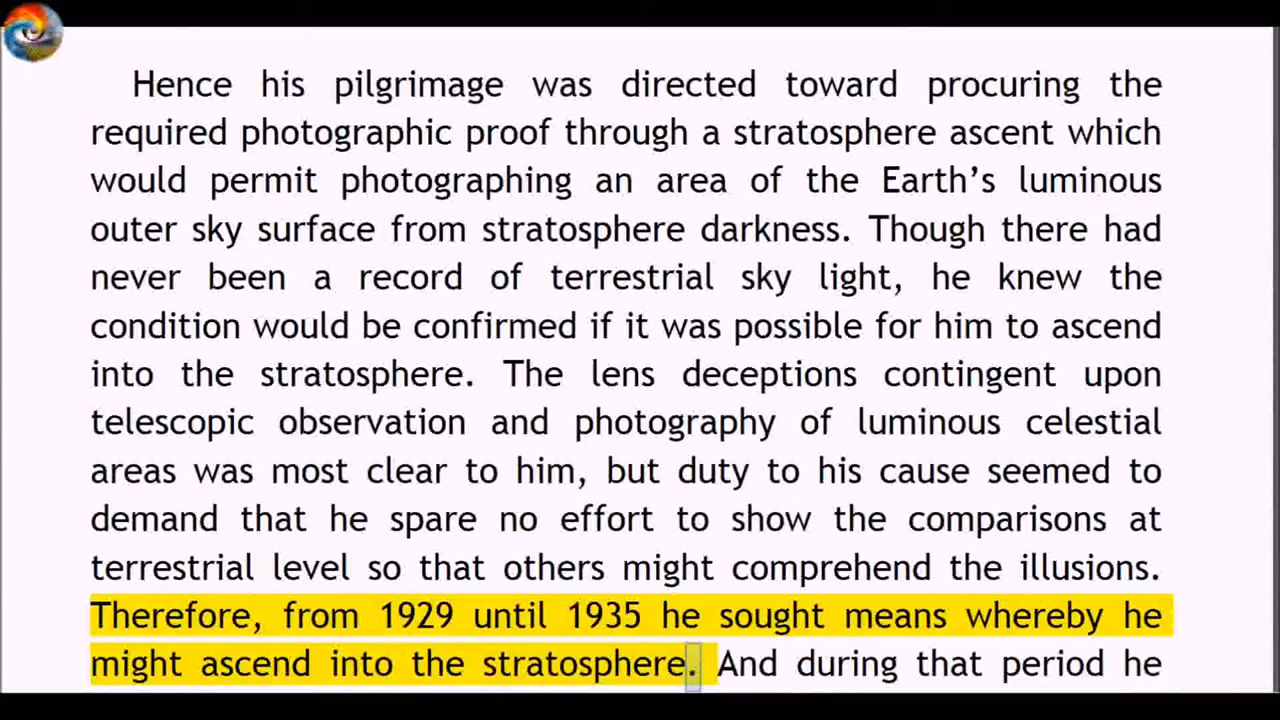 Hence his pilgrimage was directed toward procuring the
required photographic proof through a stratosphere ascent which
would permit photographing an area of the Earth’s luminous
outer sky surface from stratosphere darkness. Though there had
never been a record of terrestrial sky light, he knew the
condition would be confirmed if it was possible for him to ascend
into the stratosphere. The lens deceptions contingent upon
telescopic observation and photography of luminous celestial
areas was most clear to him, but duty to his cause seemed to
demand that he spare no effort to show the comparisons at
terrestrial level so that others might comprehend the illusions.
Therefore, from 1929 until 1935 he sought means whereby he
might ascend into the stratosphere. And during that period he